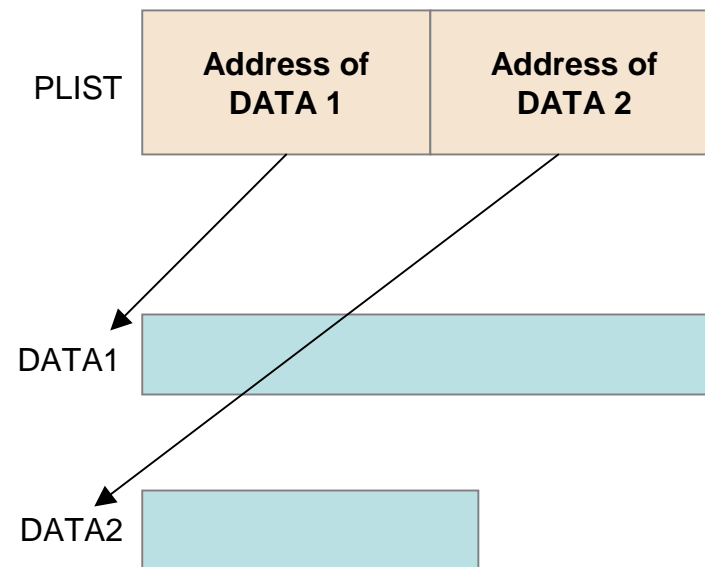 PLIST
Address of
DATA 1
Address of
DATA 2
DATA1
DATA2